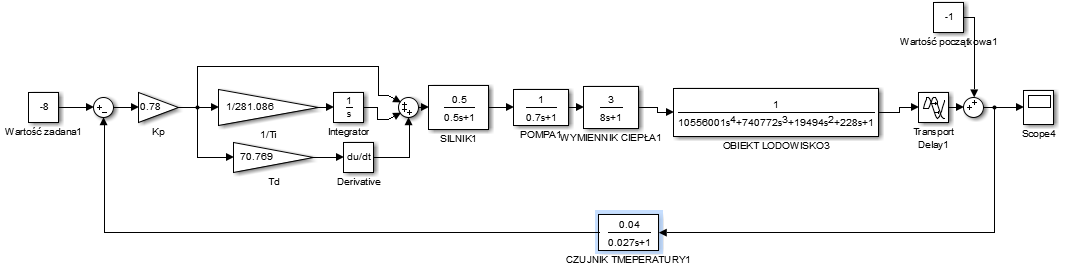 -1
Wartość początkowa1
-8
Wartość zadana1
+
-
0.78
Kp
1/281.086
1/Ti
1
s
Integrator
70.769
Td
du/dt
Derivative
+
+
+
0.5
0.5s+1
SILNIK1
1
0.7s+1
POMPA1
3
8s+1
WYMIENNIK CIEPŁA1
1
10556001s⁴+740772s³+19494s²+228s+1
OBIEKT LODOWISKO3
Transport
Delay1
+
+
Scope4
0.04
0.027s+1
CZUJNIK TMEPERATURY1